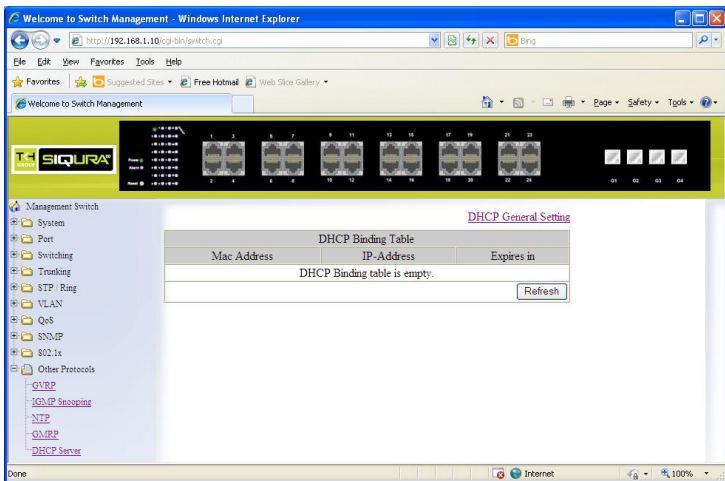 Welcome to Switch Management - Windows Internet Explorer
http://192.168.1.10/cgi-bin/switch.cgi
Bing
File Edit View Favorites Tools Help
Favorites Suggested Sites Free Hotmail Web Slice Gallery
Welcome to Switch Management
Page Safety Tools
TKH GROUP SIQURA®
Power
Alarm
Reset
1 3 5 7 9 11 13 15 17 19 21 23
2 4 6 8 10 12 14 16 18 20 22 24
G1 G2 G3 G4
Management Switch
System
Port
Switching
Trunking
STP / Ring
VLAN
QoS
SNMP
802.1x
Other Protocols
GVRP
IGMP Snooping
NTP
GMRP
DHCP Server
DHCP General Setting
DHCP Binding Table
Mac Address IP-Address Expires in
DHCP Binding table is empty.
Refresh
Done
Internet
100%